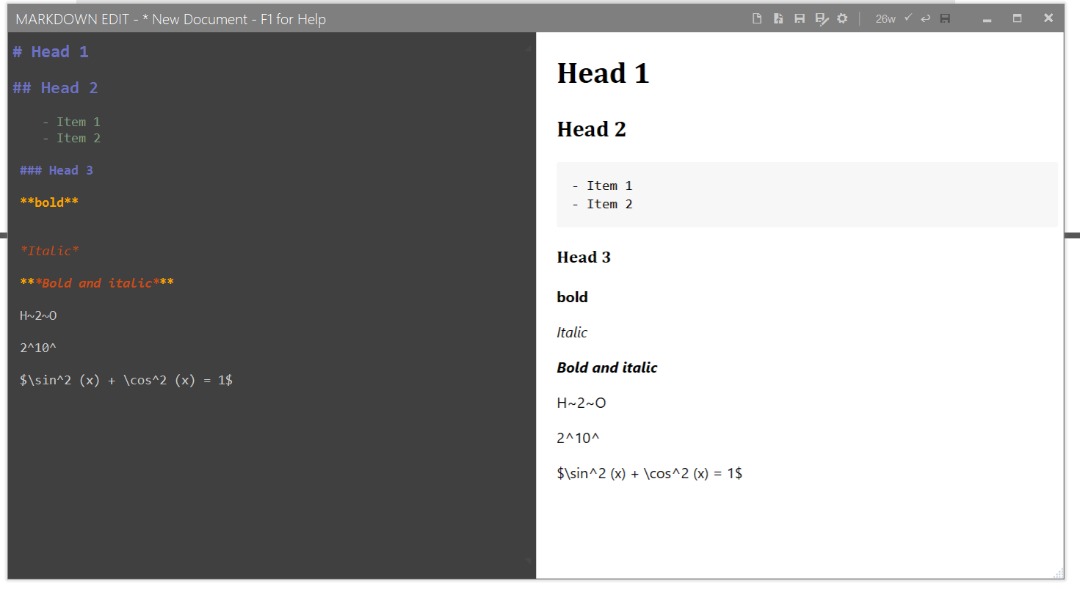 MARKDOWN EDIT - * New Document - F1 for Help
26w
# Head 1
## Head 2
- Item 1
- Item 2
### Head 3
**bold**
*Italic*
***Bold and italic***
H~2~O
2^10^
$\sin^2 (x) + \cos^2 (x) = 1$
Head 1
Head 2
- Item 1
- Item 2
Head 3
bold
Italic
Bold and italic
H~2~O
2^10^
$\sin^2 (x) + \cos^2 (x) = 1$